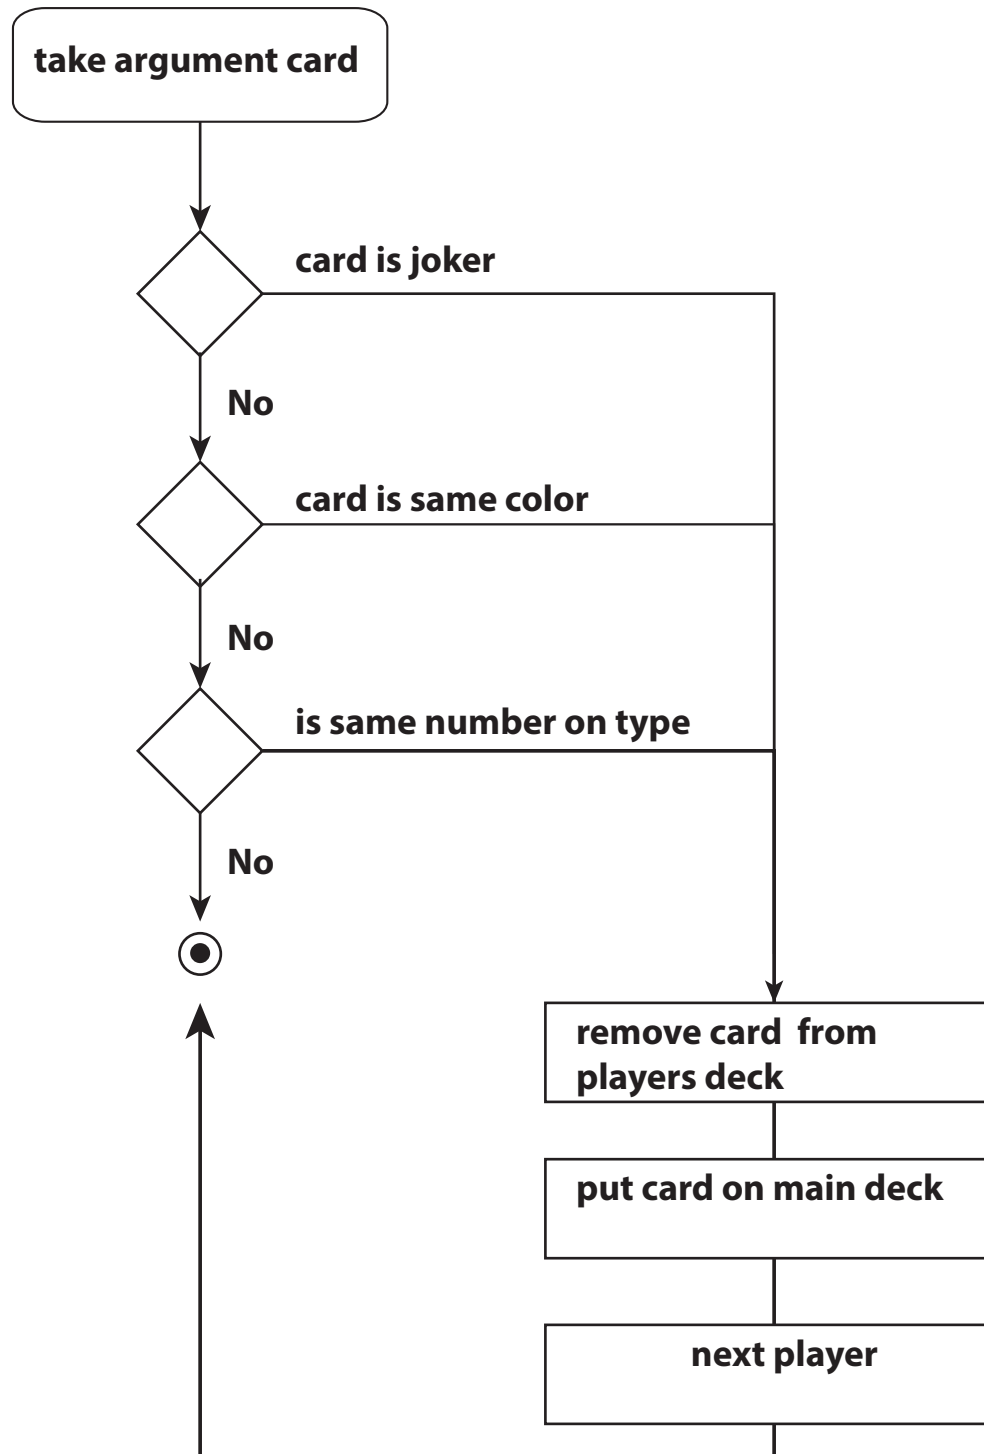 take argument card
card is joker
No
card is same color
No
is same number on type
No
remove card  from
players deck
put card on main deck
next player